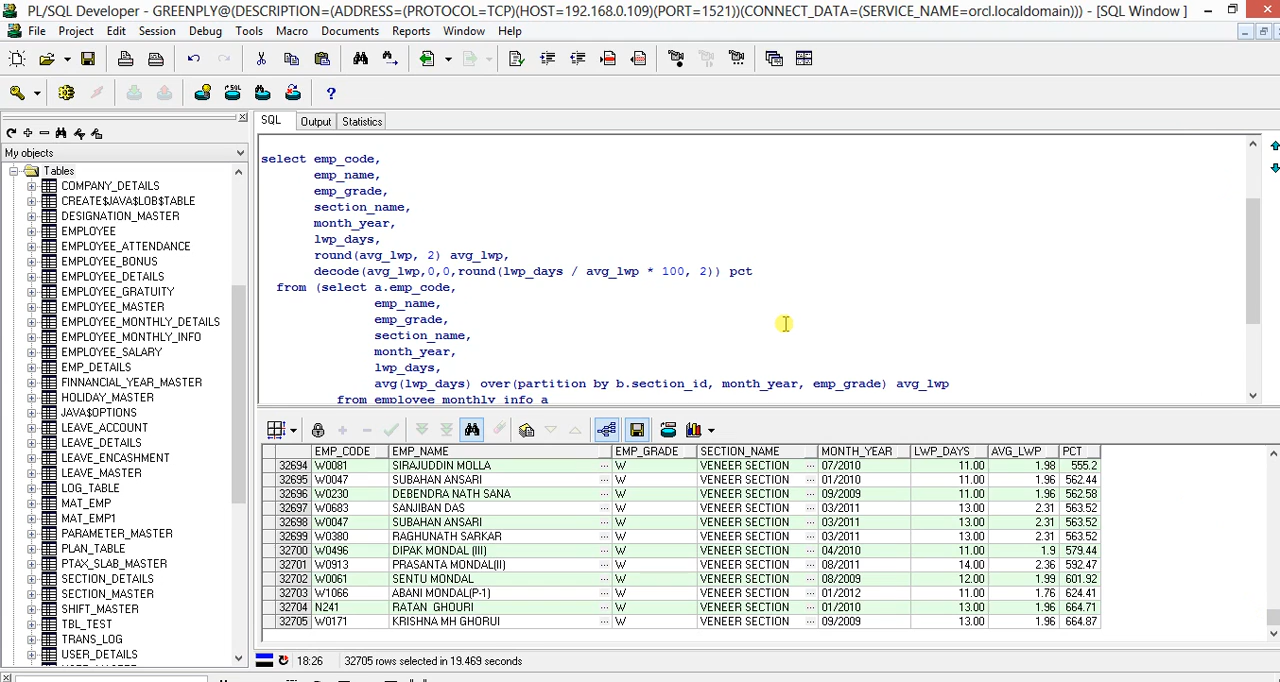 PL/SQL Developer - GREENPLY@(DESCRIPTION=(ADDRESS=(PROTOCOL=TCP)(HOST=192.168.0.109)(PORT=1521))(CONNECT_DATA=(SERVICE_NAME=orcl.localdomain))) - [SQL Window ]
File Project Edit Session Debug Tools Macro Documents Reports Window Help
SQL Output Statistics
My objects
Tables
COMPANY_DETAILS
CREATE$JAVA$LOB$TABLE
DESIGNATION_MASTER
EMPLOYEE
EMPLOYEE_ATTENDANCE
EMPLOYEE_BONUS
EMPLOYEE_DETAILS
EMPLOYEE_GRATUITY
EMPLOYEE_MASTER
EMPLOYEE_MONTHLY_DETAILS
EMPLOYEE_MONTHLY_INFO
EMPLOYEE_SALARY
EMP_DETAILS
FINNANCIAL_YEAR_MASTER
HOLIDAY_MASTER
JAVA$OPTIONS
LEAVE_ACCOUNT
LEAVE_DETAILS
LEAVE_ENCASHMENT
LEAVE_MASTER
LOG_TABLE
MAT_EMP
MAT_EMP1
PARAMETER_MASTER
PLAN_TABLE
PTAX_SLAB_MASTER
SECTION_DETAILS
SECTION_MASTER
SHIFT_MASTER
TBL_TEST
TRANS_LOG
USER_DETAILS
select emp_code,
emp_name,
emp_grade,
section_name,
month_year,
lwp_days,
round(avg_lwp, 2) avg_lwp,
decode(avg_lwp,0,0,round(lwp_days / avg_lwp * 100, 2)) pct
from (select a.emp_code,
emp_name,
emp_grade,
section_name,
month_year,
lwp_days,
avg(lwp_days) over(partition by b.section_id, month_year, emp_grade) avg_lwp
from employee_monthly_info a
EMP_CODE EMP_NAME EMP_GRADE SECTION_NAME MONTH_YEAR LWP_DAYS AVG_LWP PCT
32694 W0081 SIRAJUDDIN MOLLA ... W VENEER SECTION ... 07/2010 11.00 1.98 555.2
32695 W0047 SUBAHAN ANSARI ... W VENEER SECTION ... 01/2010 11.00 1.96 562.44
32696 W0230 DEBENDRA NATH SANA ... W VENEER SECTION ... 09/2009 11.00 1.96 562.58
32697 W0683 SANJIBAN DAS ... W VENEER SECTION ... 03/2011 13.00 2.31 563.52
32698 W0047 SUBAHAN ANSARI ... W VENEER SECTION ... 03/2011 13.00 2.31 563.52
32699 W0380 RAGHUNATH SARKAR ... W VENEER SECTION ... 03/2011 13.00 2.31 563.52
32700 W0496 DIPAK MONDAL (III) ... W VENEER SECTION ... 04/2010 11.00 1.9 579.44
32701 W0913 PRASANTA MONDAL(II) ... W VENEER SECTION ... 08/2011 14.00 2.36 592.47
32702 W0061 SENTU MONDAL ... W VENEER SECTION ... 08/2009 12.00 1.99 601.92
32703 W1066 ABANI MONDAL(P-1) ... W VENEER SECTION ... 01/2012 11.00 1.76 624.41
32704 N241 RATAN GHOURI ... W VENEER SECTION ... 01/2010 13.00 1.96 664.71
32705 W0171 KRISHNA MH GHORUI ... W VENEER SECTION ... 09/2009 13.00 1.96 664.87
18:26 32705 rows selected in 19.469 seconds